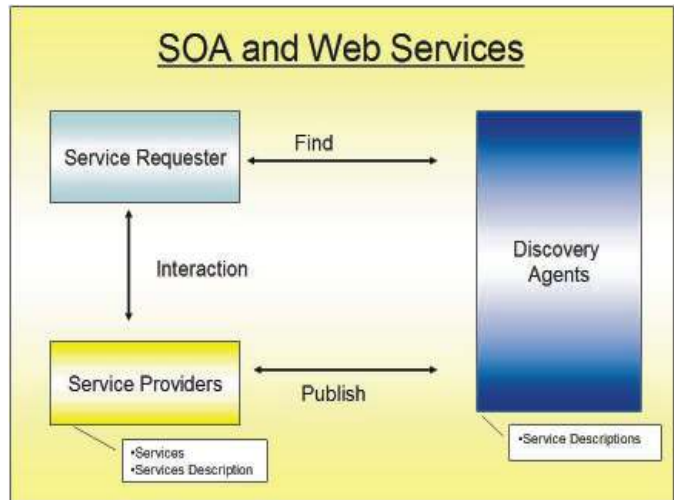 SOA and Web Services
Service Requester
Find
Interaction
Discovery
Agents
Service Providers
Publish
•Services
•Services Description
•Service Descriptions